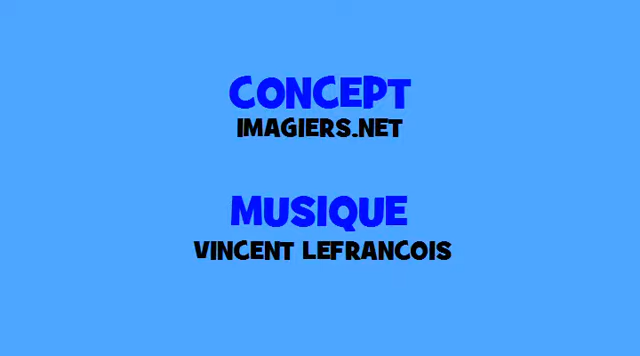 CONCEPT
IMAGIERS.NET
MUSIQUE
VINCENT LEFRANCOIS